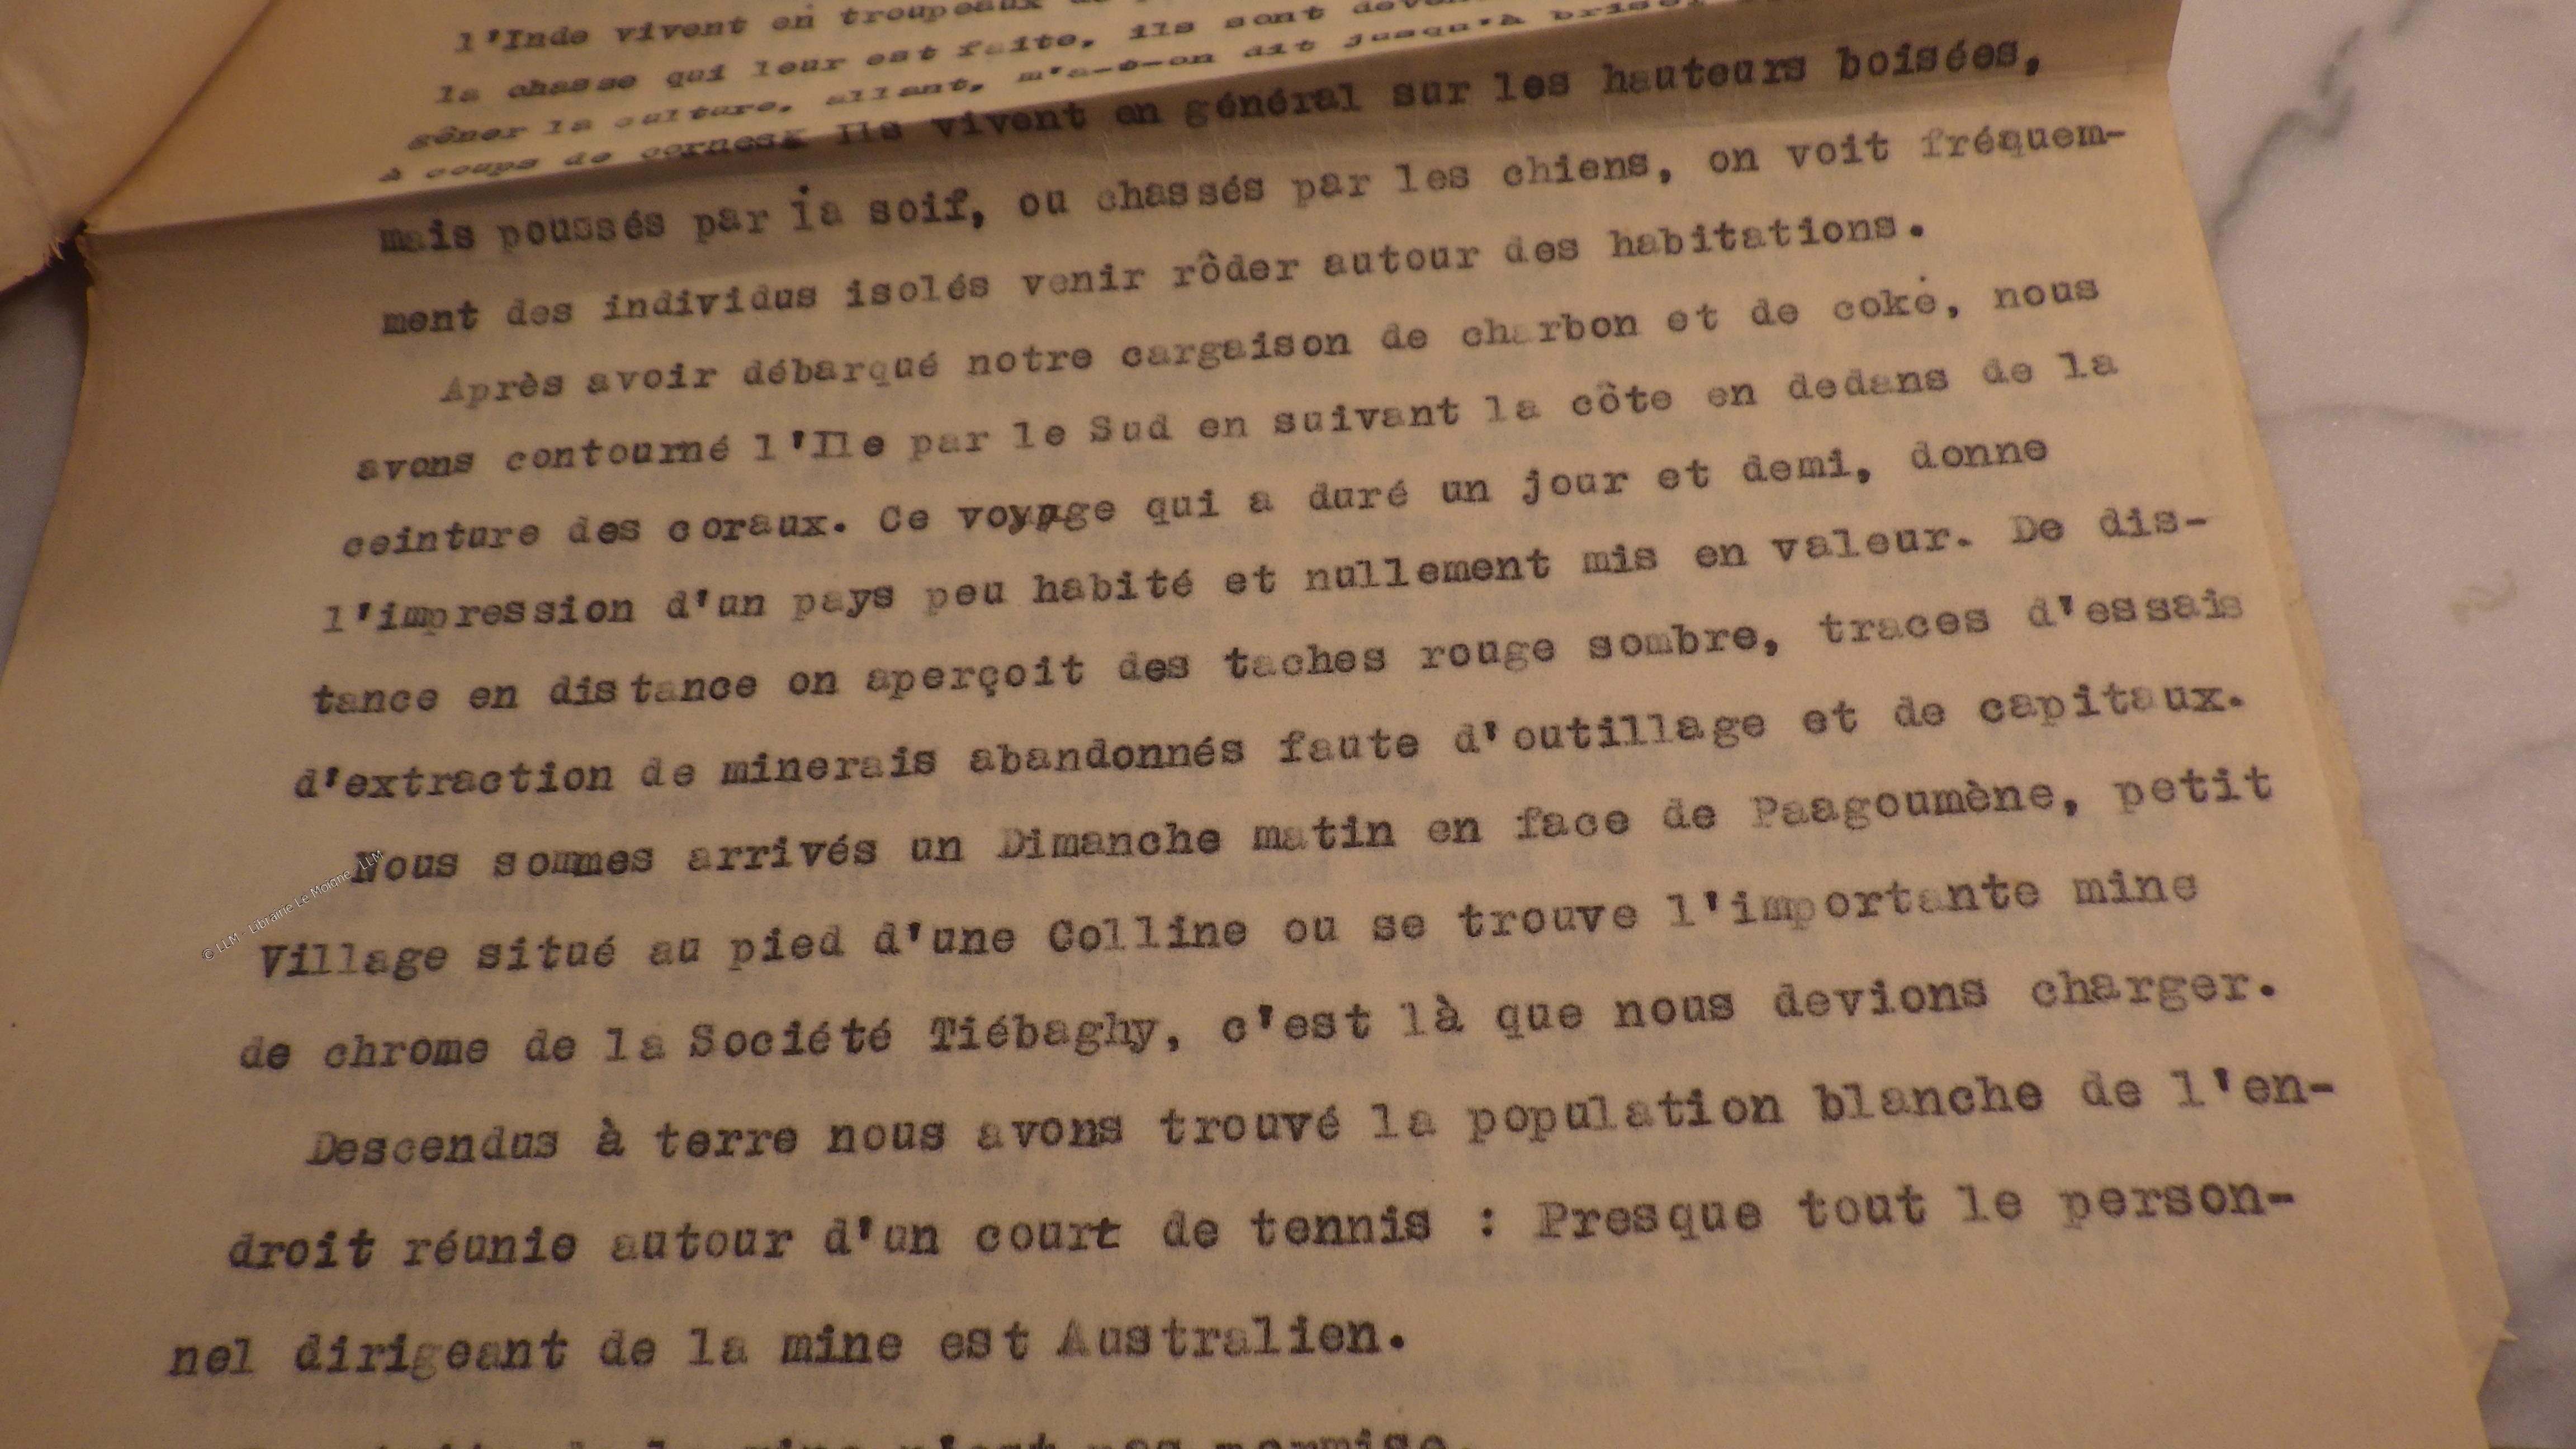 l'Inde vivent en troupeaux
la chasse qui leur est faite, ils sont
gêner la culture, allant, m'a-t-on dit jusqu'à
à coups de cornes. Ils vivent en général sur les hauteurs boisées,
mais poussés par la soif, ou chassés par les chiens, on voit fréquem-
ment des individus isolés venir rôder autour des habitations.
Après avoir débarqué notre cargaison de charbon et de coke, nous
avons contourné l'Ile par le Sud en suivant la côte en dedans de la
ceinture des coraux. Ce voyage qui a duré un jour et demi, donne
l'impression d'un pays peu habité et nullement mis en valeur. De dis-
tance en distance on aperçoit des taches rouge sombre, traces d'essais
d'extraction de minerais abandonnés faute d'outillage et de capitaux.
Nous sommes arrivés un Dimanche matin en face de Paagoumène, petit
Village situé au pied d'une Colline ou se trouve l'importante mine
de chrome de la Société Tiébaghy, c'est là que nous devions charger.
Descendus à terre nous avons trouvé la population blanche de l'en-
droit réunie autour d'un court de tennis : Presque tout le person-
nel dirigeant de la mine est Australien.
mine n'est pas permise.
© LLM - Librairie Le Moigne - LLM